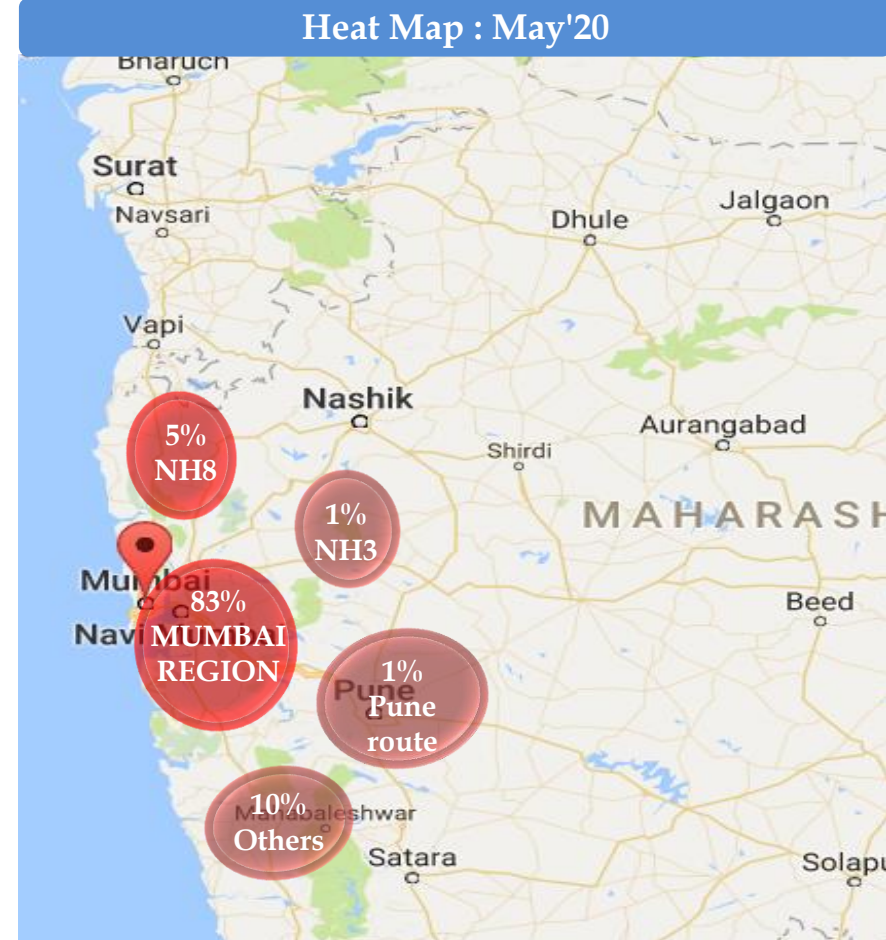 Heat Map : May'20
Bharuch
Surat
Navsari
Dhule
Jalgaon
Vapi
Nashik
Aurangabad
5%
NH8
Shirdi
1%
NH3
MAHARASH
Mumbai
Beed
83%
Navi
MUMBAI
REGION
1%
Pune
Pune
route
10%
Mahabaleshwar
Others
Satara